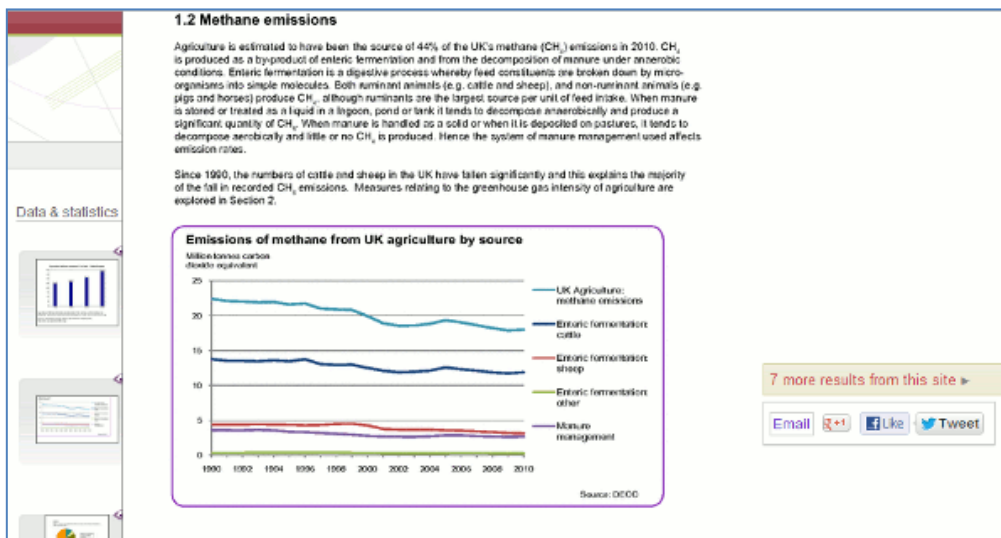 1.2 Methane emissions
Agriculture is estimated to have been the source of 44% of the UK's methane (CH₄) emissions in 2010. CH₄
is produced as a by-product of enteric fermentation and from the decomposition of manure under anaerobic
conditions. Enteric fermentation is a digestive process whereby feed constituents are broken down by micro-
organisms into simple molecules. Both ruminant animals (e.g. cattle and sheep), and non-ruminant animals (e.g.
pigs and horses) produce CH₄, although ruminants are the largest source per unit of feed intake. When manure
is stored or treated as a liquid in a lagoon, pond or tank it tends to decompose anaerobically and produce a
significant quantity of CH₄. When manure is handled as a solid or when it is deposited on pastures, it tends to
decompose aerobically and little or no CH₄ is produced. Hence the system of manure management used affects
emission rates.
Since 1990, the numbers of cattle and sheep in the UK have fallen significantly and this explains the majority
of the fall in recorded CH₄ emissions. Measures relating to the greenhouse gas intensity of agriculture are
explored in Section 2.
Data & statistics
Emissions of methane from UK agriculture by source
Million tonnes carbon
dioxide equivalent
25
20
15
10
5
0
1990 1992 1994 1996 1998 2000 2002 2004 2006 2008 2010
UK Agriculture:
methane emissions
Enteric fermentation:
cattle
Enteric fermentation:
sheep
Enteric fermentation:
other
Manure
management
Source: DECC
7 more results from this site
Email +1 Like Tweet